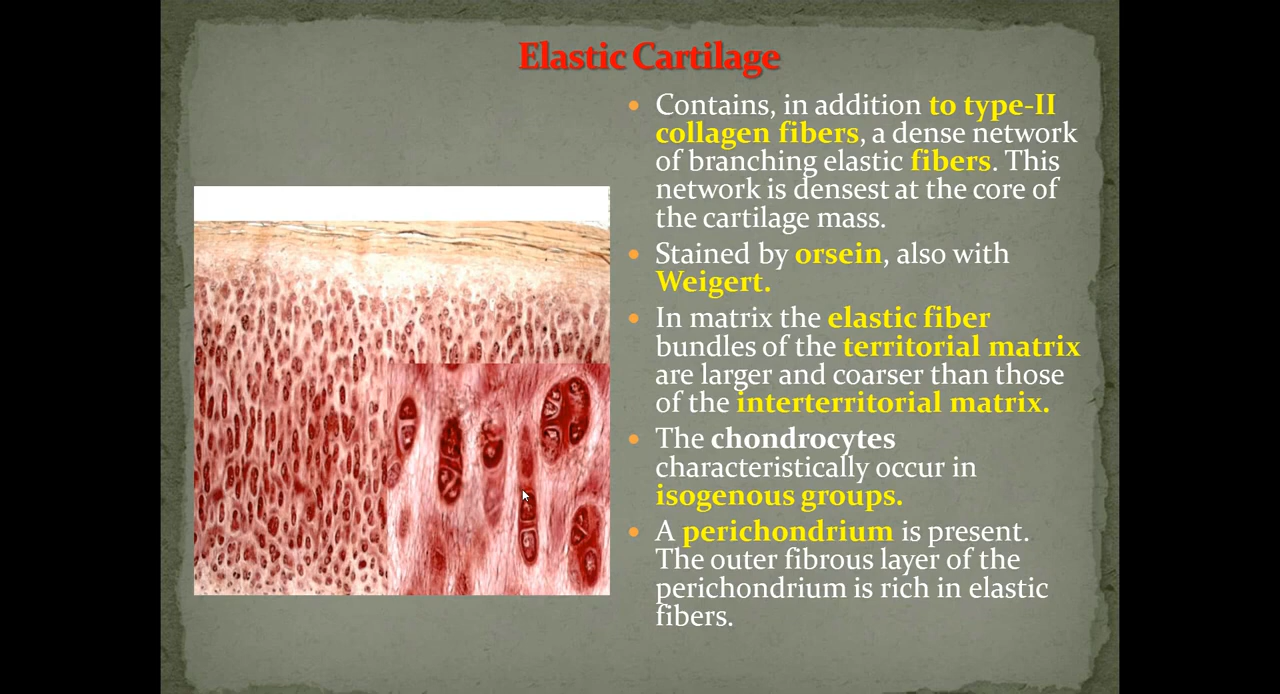 Elastic Cartilage
Contains, in addition to type-II
collagen fibers, a dense network
of branching elastic fibers. This
network is densest at the core of
the cartilage mass.
Stained by orsein, also with
Weigert.
In matrix the elastic fiber
bundles of the territorial matrix
are larger and coarser than those
of the interterritorial matrix.
The chondrocytes
characteristically occur in
isogenous groups.
A perichondrium is present.
The outer fibrous layer of the
perichondrium is rich in elastic
fibers.